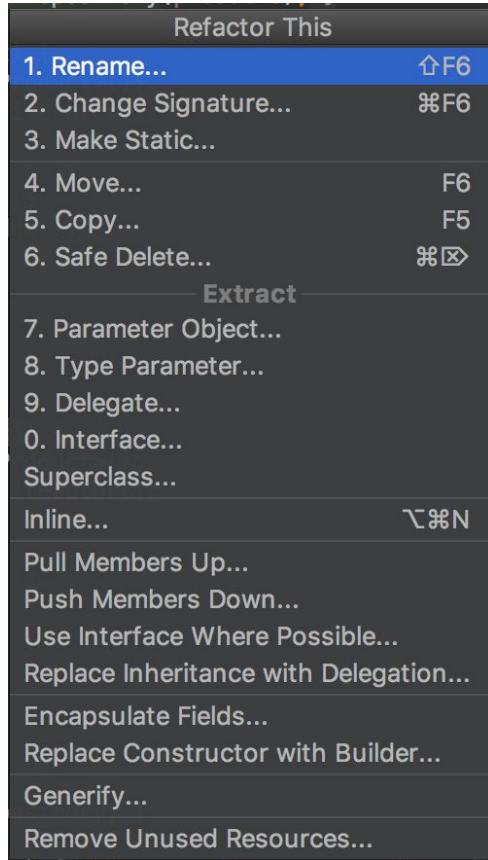 Refactor This
1. Rename... ⇧F6
2. Change Signature... ⌘F6
3. Make Static...
4. Move... F6
5. Copy... F5
6. Safe Delete... ⌘⌦
Extract
7. Parameter Object...
8. Type Parameter...
9. Delegate...
0. Interface...
Superclass...
Inline... ⌥⌘N
Pull Members Up...
Push Members Down...
Use Interface Where Possible...
Replace Inheritance with Delegation...
Encapsulate Fields...
Replace Constructor with Builder...
Generify...
Remove Unused Resources...